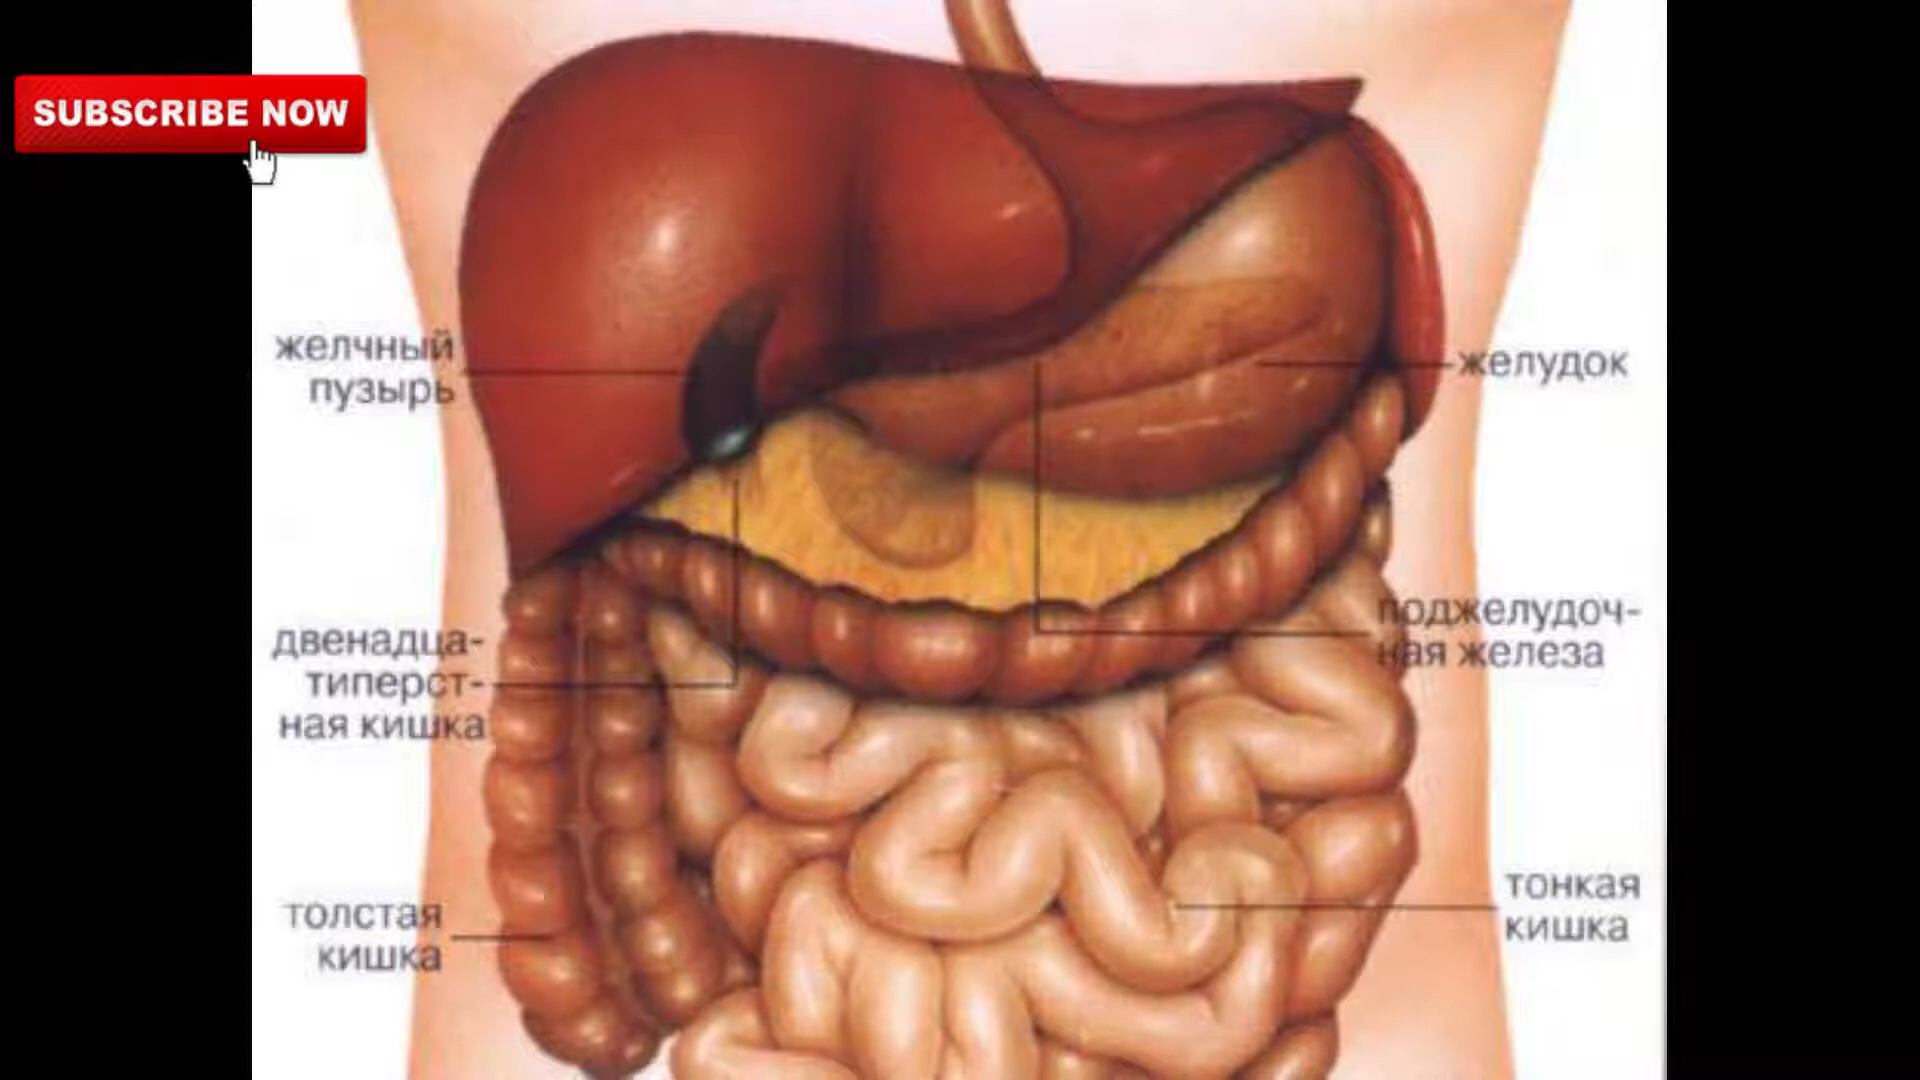 SUBSCRIBE NOW
желчный
пузырь
желудок
двенадца-
типерст-
ная кишка
поджелудоч-
ная железа
толстая
кишка
тонкая
кишка